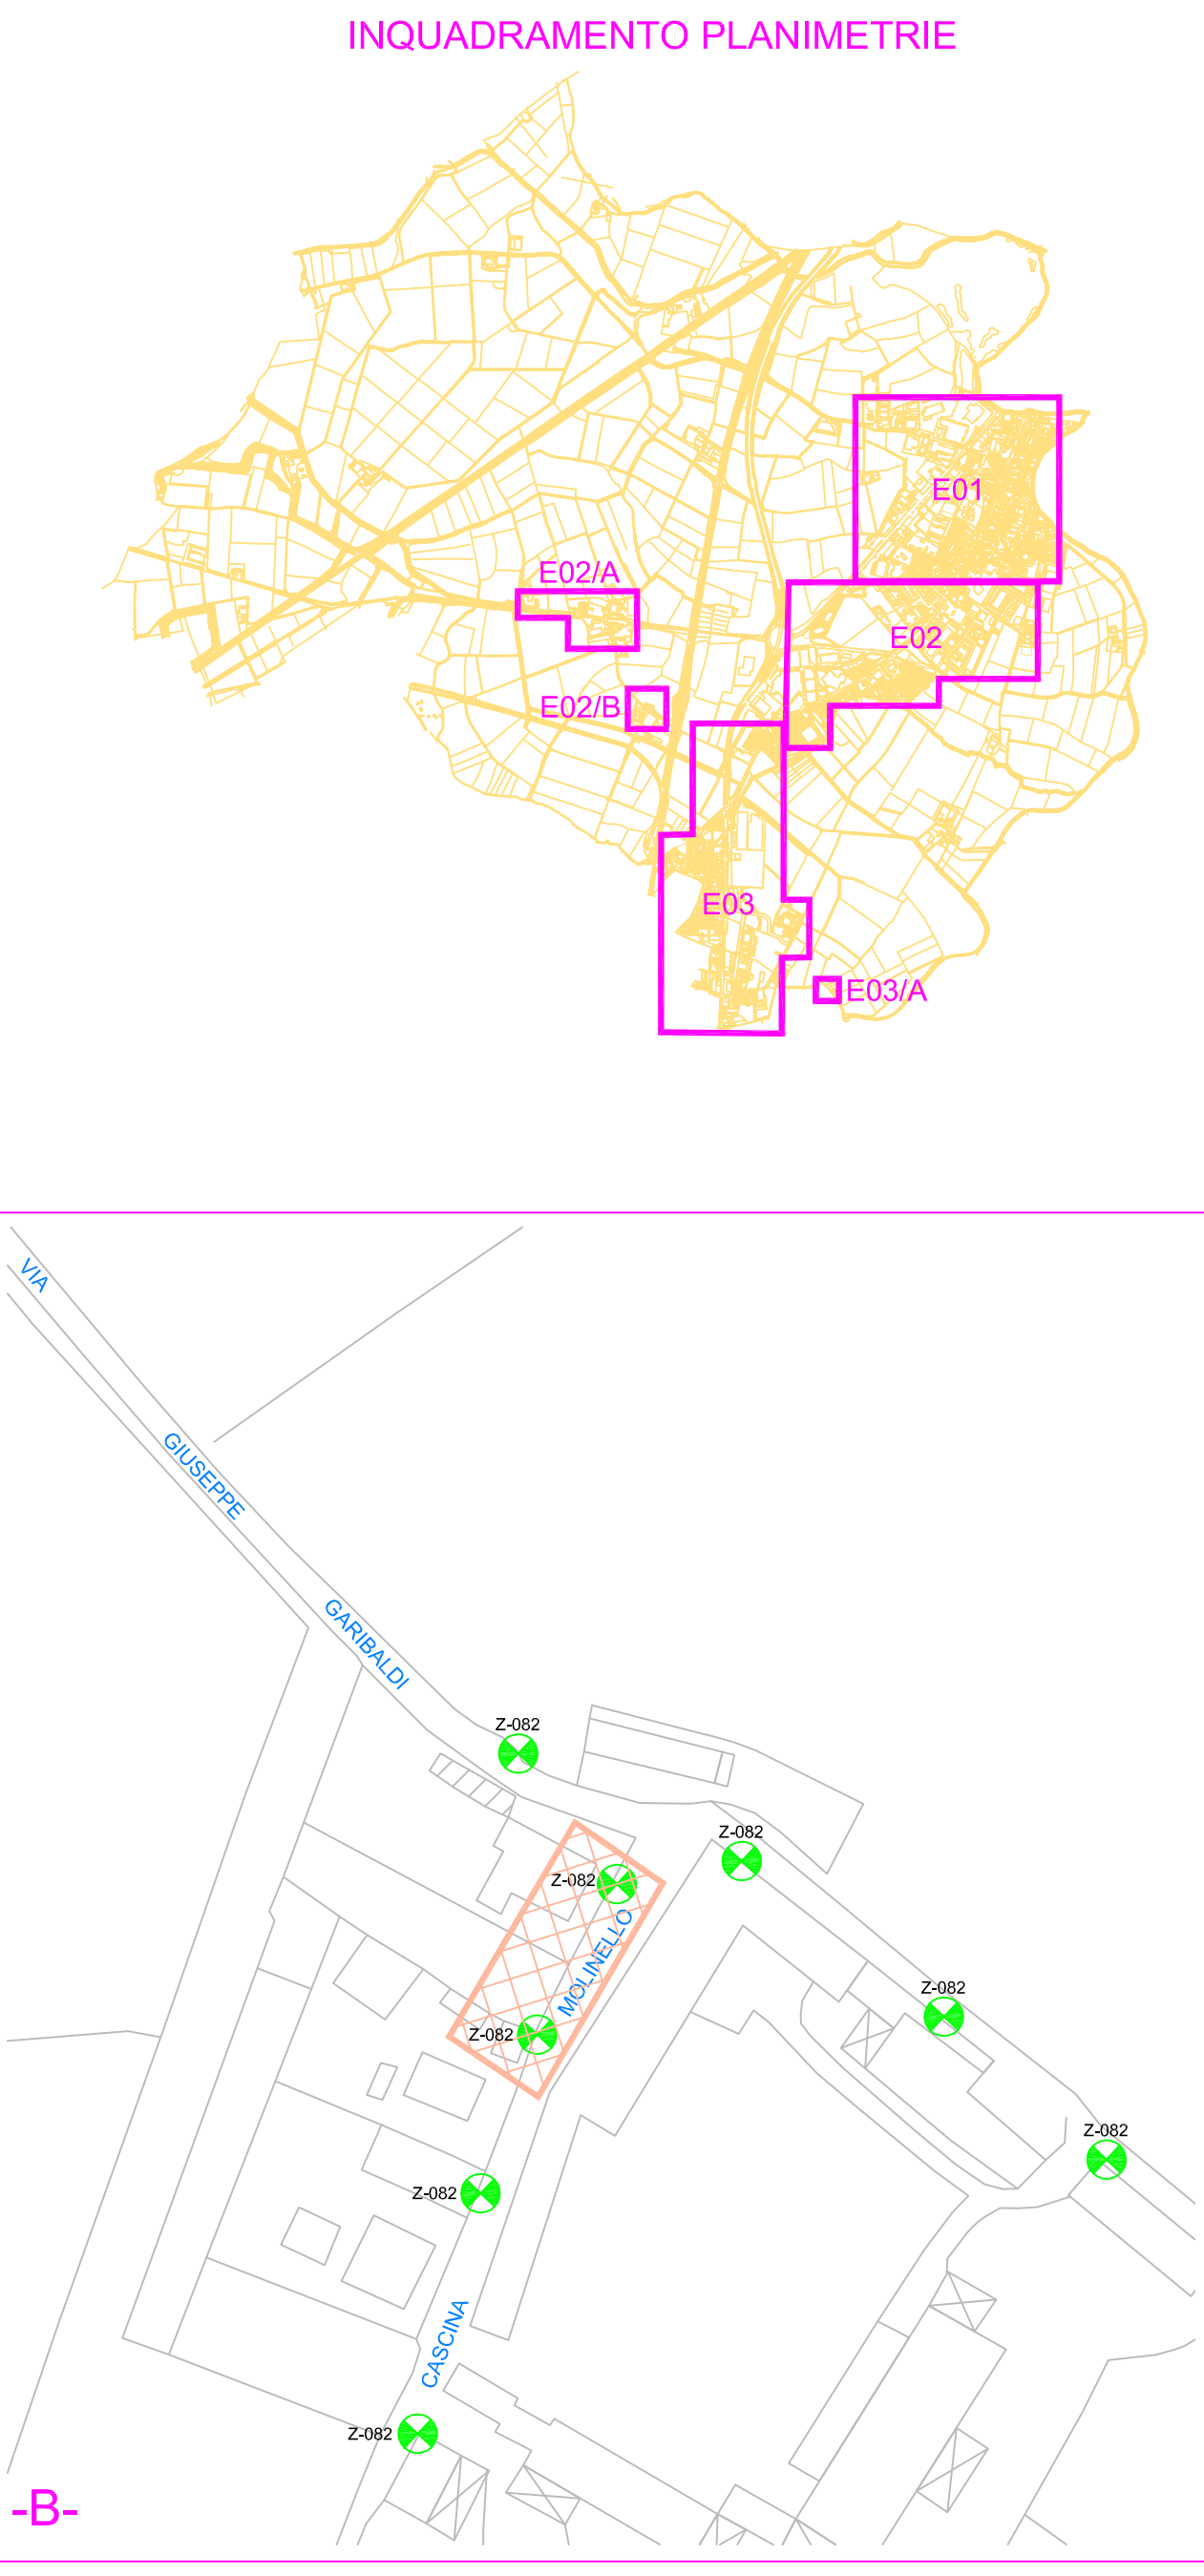 INQUADRAMENTO PLANIMETRIE
E01
E02/A
E02
E02/B
E03
E03/A
VIA
GIUSEPPE
GARIBALDI
Z-082
Z-082
Z-082
MOLINELLO
Z-082
Z-082
Z-082
Z-082
CASCINA
Z-082
-B-